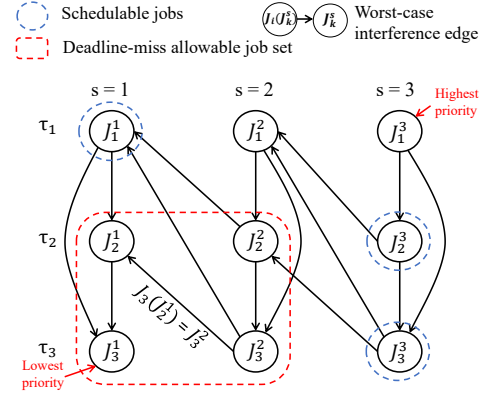 Schedulable jobs
Deadline-miss allowable job set
J_i(J_k^s)
J_k^s
Worst-case
interference edge
s = 1
s = 2
s = 3
Highest
priority
τ₁
J_1^1
J_1^2
J_1^3
τ₂
J_2^1
J_2^2
J_2^3
J_3(J_2^1) = J_3^2
τ₃
J_3^1
J_3^2
J_3^3
Lowest
priority